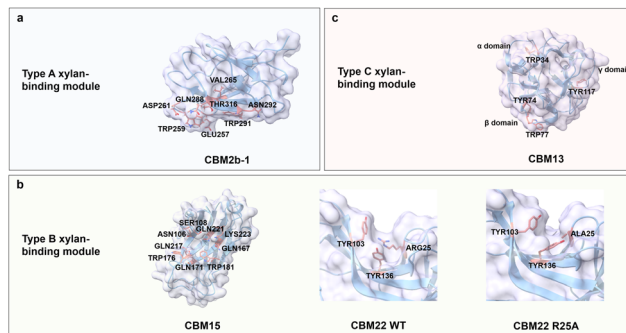 a
Type A xylan-
binding module
VAL265
GLN288
ASP261
THR316
ASN292
TRP259
TRP291
GLU257
CBM2b-1
c
Type C xylan-
binding module
α domain
TRP34
γ domain
TYR74
TYR117
β domain
TRP77
CBM13
b
Type B xylan-
binding module
SER108
ASN106
GLN221
LYS223
GLN217
GLN167
TRP176
GLN171
TRP181
CBM15
TYR103
ARG25
TYR136
CBM22 WT
TYR103
ALA25
TYR136
CBM22 R25A